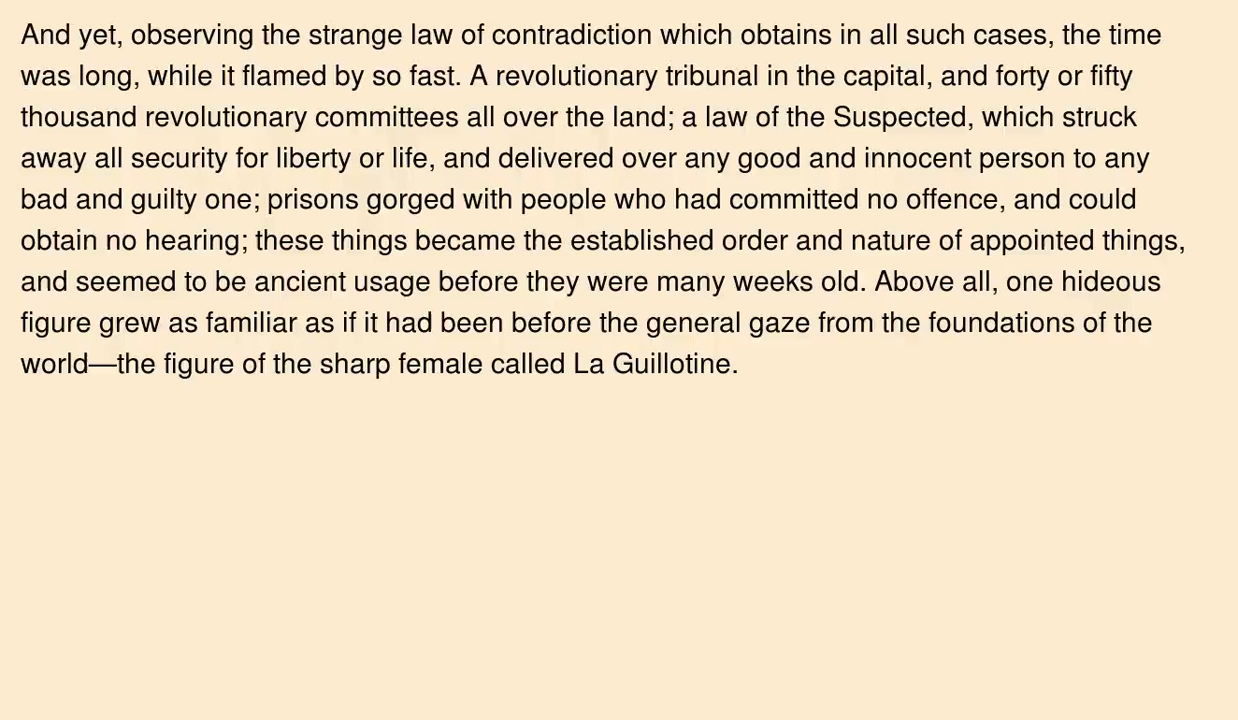 And yet, observing the strange law of contradiction which obtains in all such cases, the time
was long, while it flamed by so fast. A revolutionary tribunal in the capital, and forty or fifty
thousand revolutionary committees all over the land; a law of the Suspected, which struck
away all security for liberty or life, and delivered over any good and innocent person to any
bad and guilty one; prisons gorged with people who had committed no offence, and could
obtain no hearing; these things became the established order and nature of appointed things,
and seemed to be ancient usage before they were many weeks old. Above all, one hideous
figure grew as familiar as if it had been before the general gaze from the foundations of the
world—the figure of the sharp female called La Guillotine.